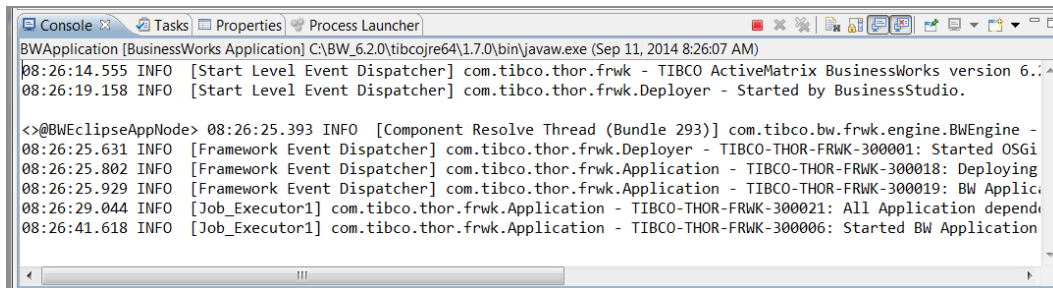 Console Tasks Properties Process Launcher
BWApplication [BusinessWorks Application] C:\BW_6.2.0\tibcojre64\1.7.0\bin\javaw.exe (Sep 11, 2014 8:26:07 AM)
08:26:14.555 INFO  [Start Level Event Dispatcher] com.tibco.thor.frwk - TIBCO ActiveMatrix BusinessWorks version 6.
08:26:19.158 INFO  [Start Level Event Dispatcher] com.tibco.thor.frwk.Deployer - Started by BusinessStudio.
<>@BWEclipseAppNode> 08:26:25.393 INFO  [Component Resolve Thread (Bundle 293)] com.tibco.bw.frwk.engine.BWEngine -
08:26:25.631 INFO  [Framework Event Dispatcher] com.tibco.thor.frwk.Deployer - TIBCO-THOR-FRWK-300001: Started OSGi
08:26:25.802 INFO  [Framework Event Dispatcher] com.tibco.thor.frwk.Application - TIBCO-THOR-FRWK-300018: Deploying
08:26:25.929 INFO  [Framework Event Dispatcher] com.tibco.thor.frwk.Application - TIBCO-THOR-FRWK-300019: BW Applic
08:26:29.044 INFO  [Job_Executor1] com.tibco.thor.frwk.Application - TIBCO-THOR-FRWK-300021: All Application depend
08:26:41.618 INFO  [Job_Executor1] com.tibco.thor.frwk.Application - TIBCO-THOR-FRWK-300006: Started BW Application